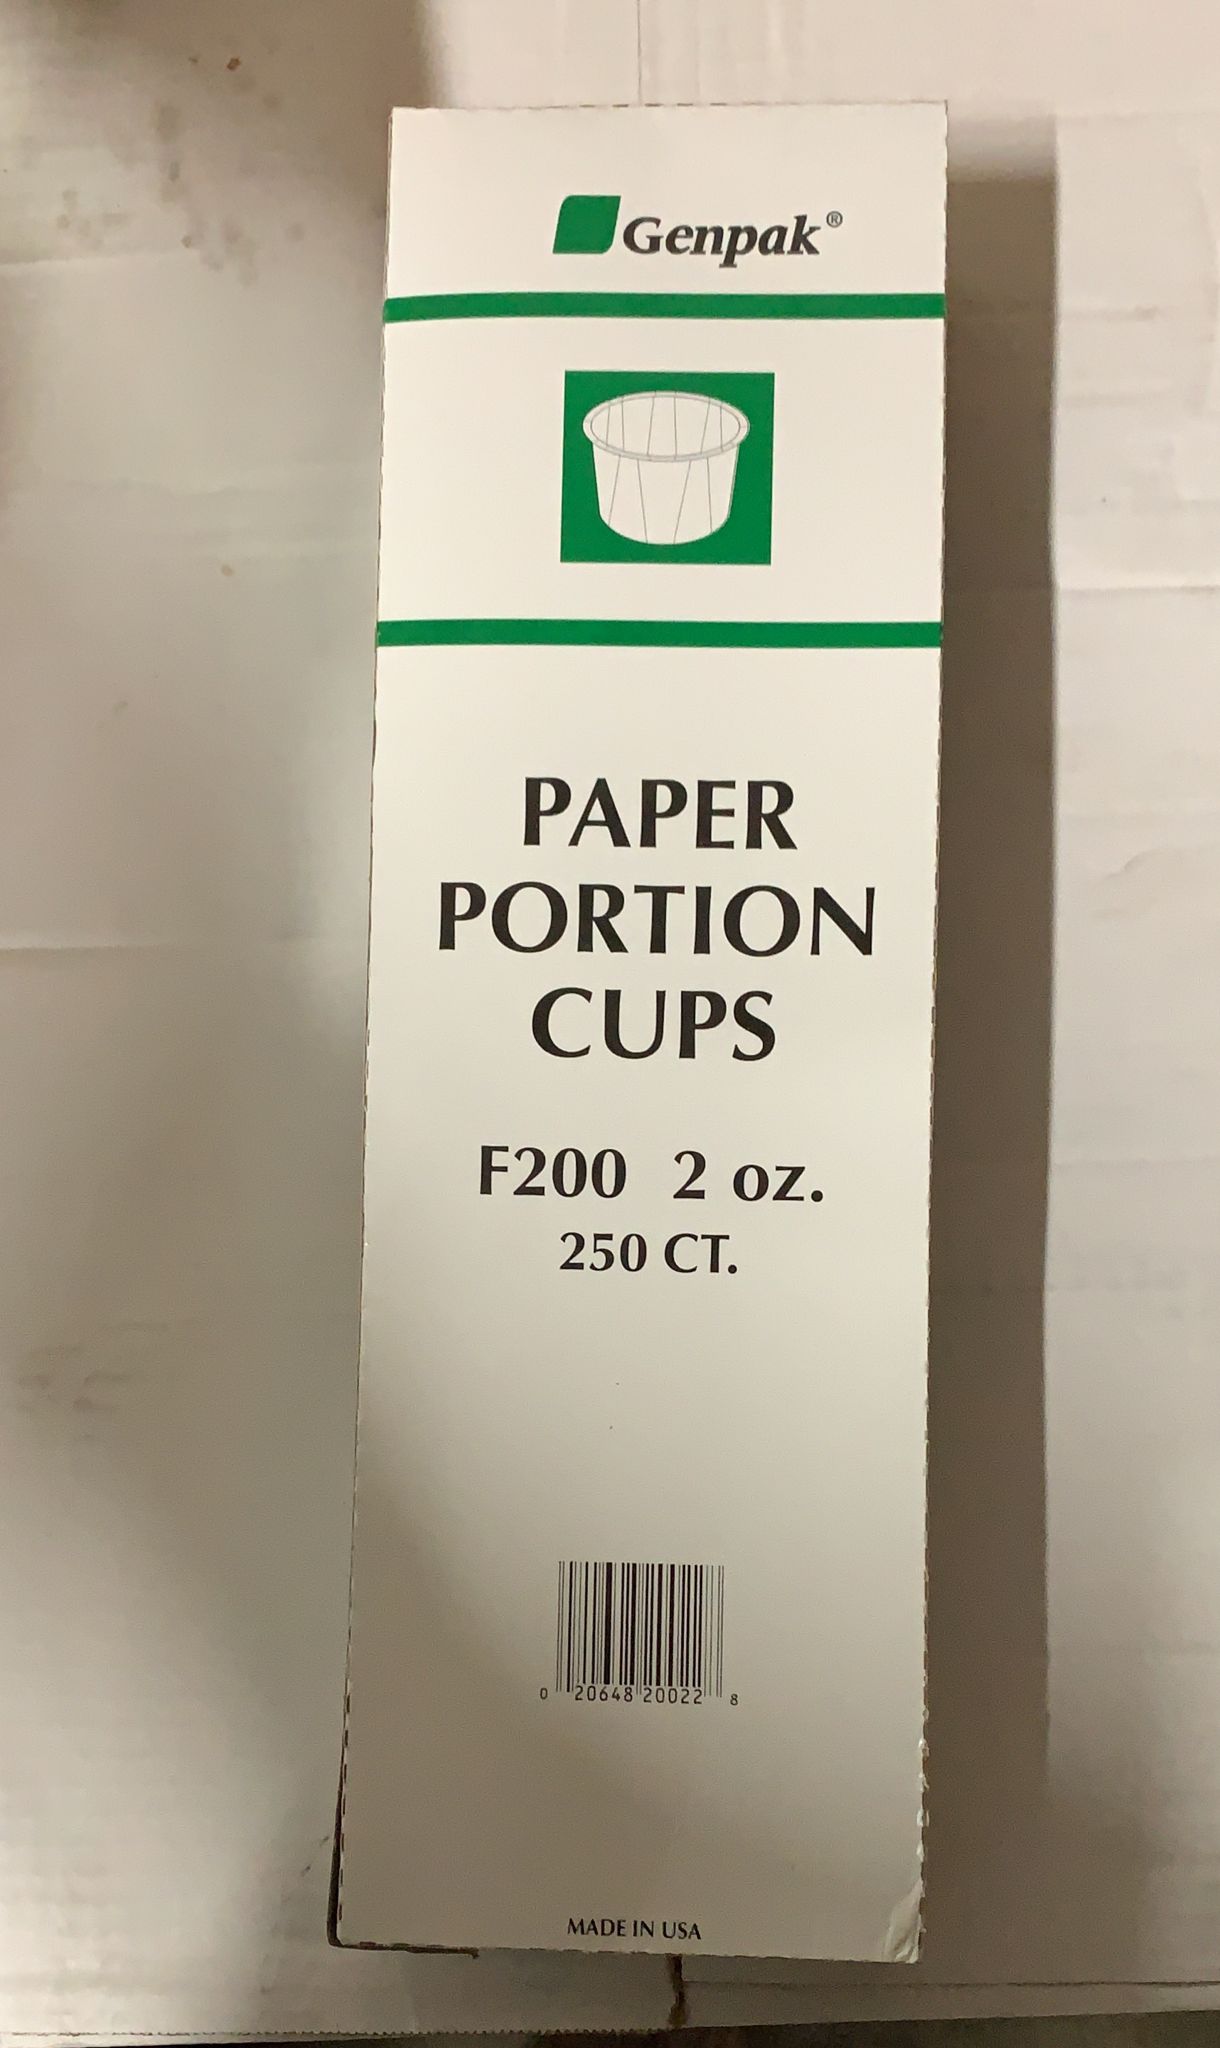 Genpak®
PAPER
PORTION
CUPS
F200 2 oz.
250 CT.
0 20648 20022 8
MADE IN USA